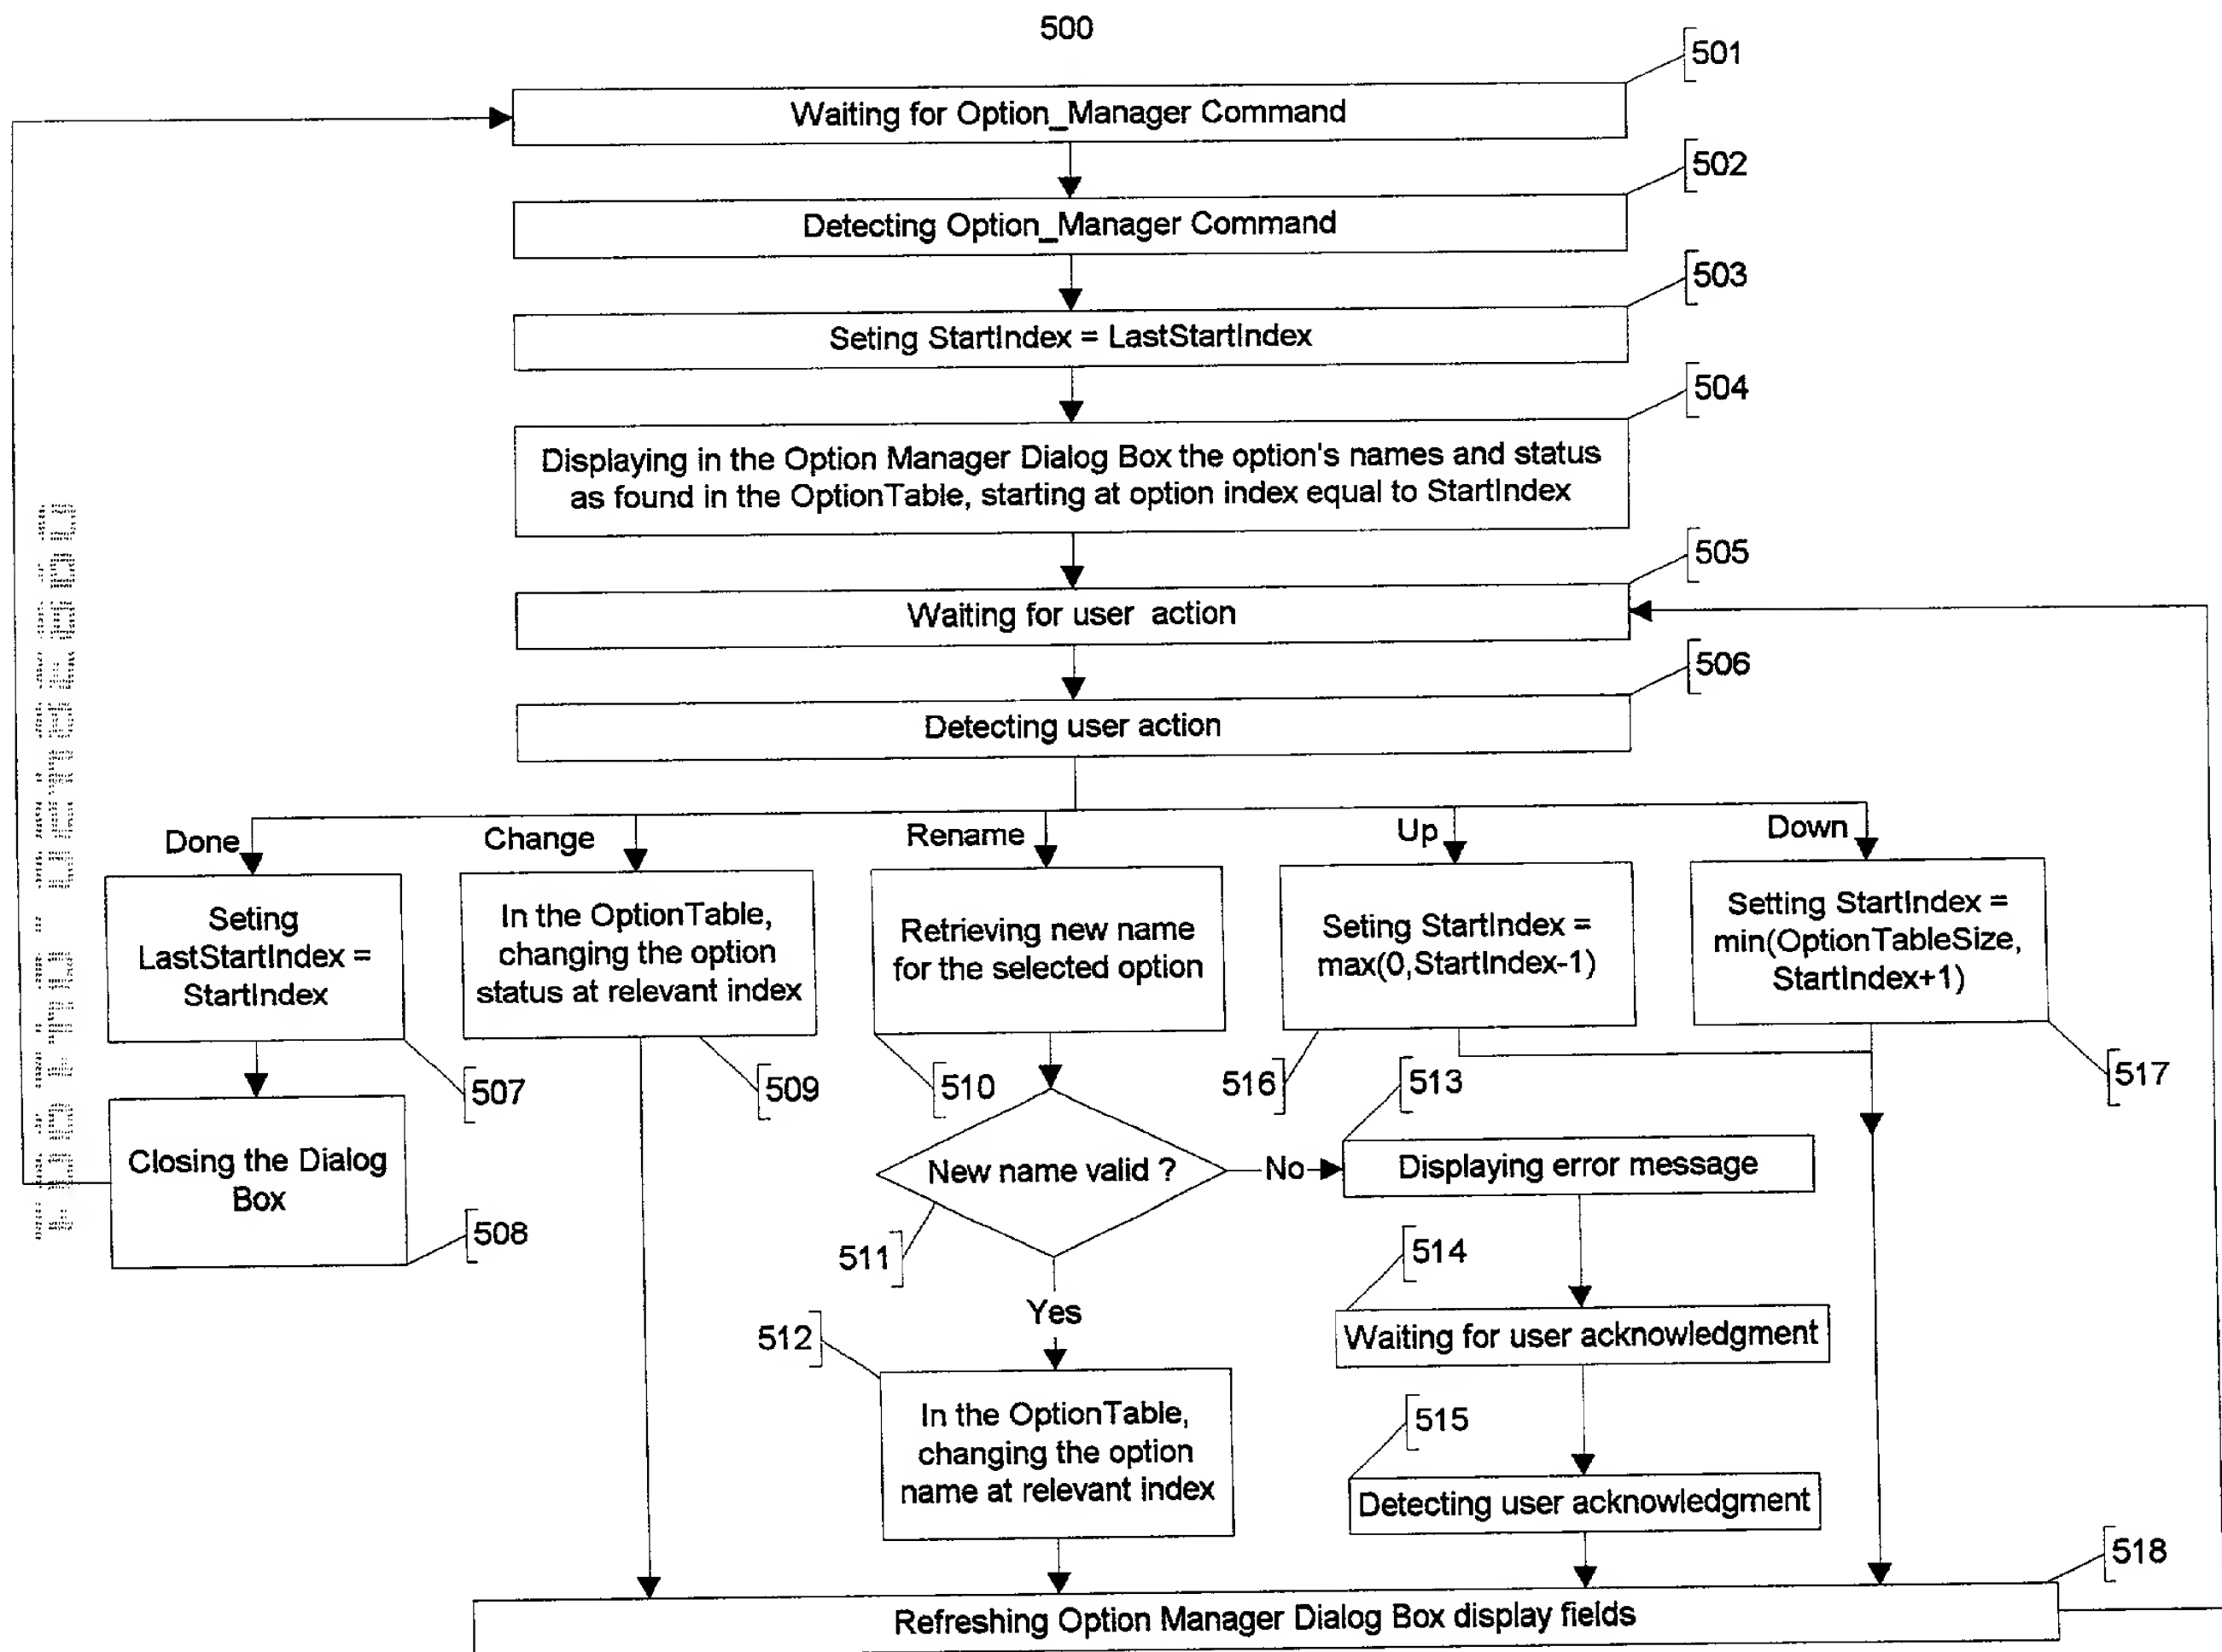 500
501
Waiting for Option_Manager Command
502
Detecting Option_Manager Command
503
Seting StartIndex = LastStartIndex
504
Displaying in the Option Manager Dialog Box the option's names and status
as found in the OptionTable, starting at option index equal to StartIndex
505
Waiting for user action
506
Detecting user action
Done
Change
Rename
Up
Down
Seting
LastStartIndex =
StartIndex
In the OptionTable,
changing the option
status at relevant index
Retrieving new name
for the selected option
Seting StartIndex =
max(0,StartIndex-1)
Setting StartIndex =
min(OptionTableSize,
StartIndex+1)
507
509
510
516
513
517
Closing the Dialog
Box
New name valid ?
No
Displaying error message
508
511
514
Yes
512
Waiting for user acknowledgment
In the OptionTable,
changing the option
name at relevant index
515
Detecting user acknowledgment
518
Refreshing Option Manager Dialog Box display fields